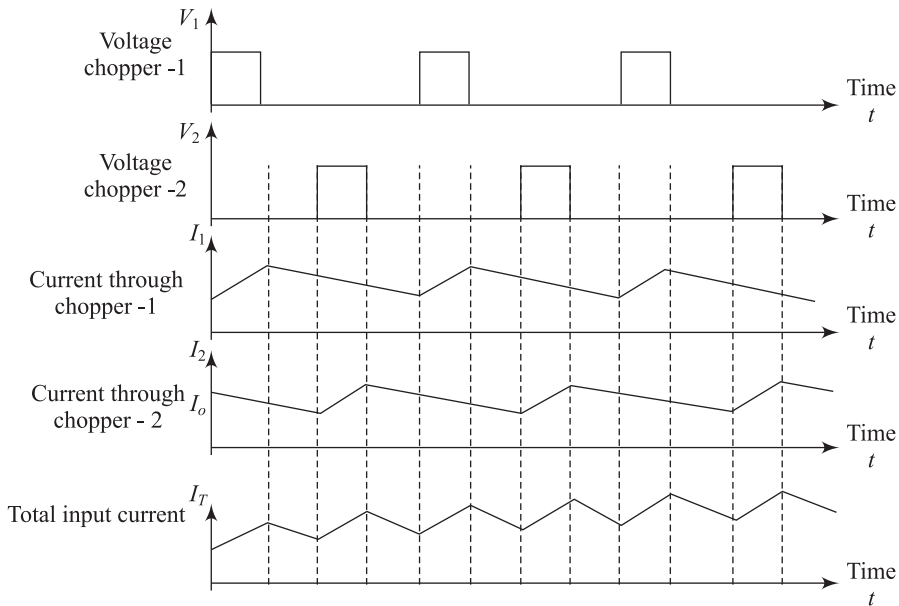 V1
Voltage
chopper -1
Time
t
V2
Voltage
chopper -2
Time
t
I1
Current through
chopper -1
Time
t
I2
Current through
chopper - 2
Io
Time
t
IT
Total input current
Time
t